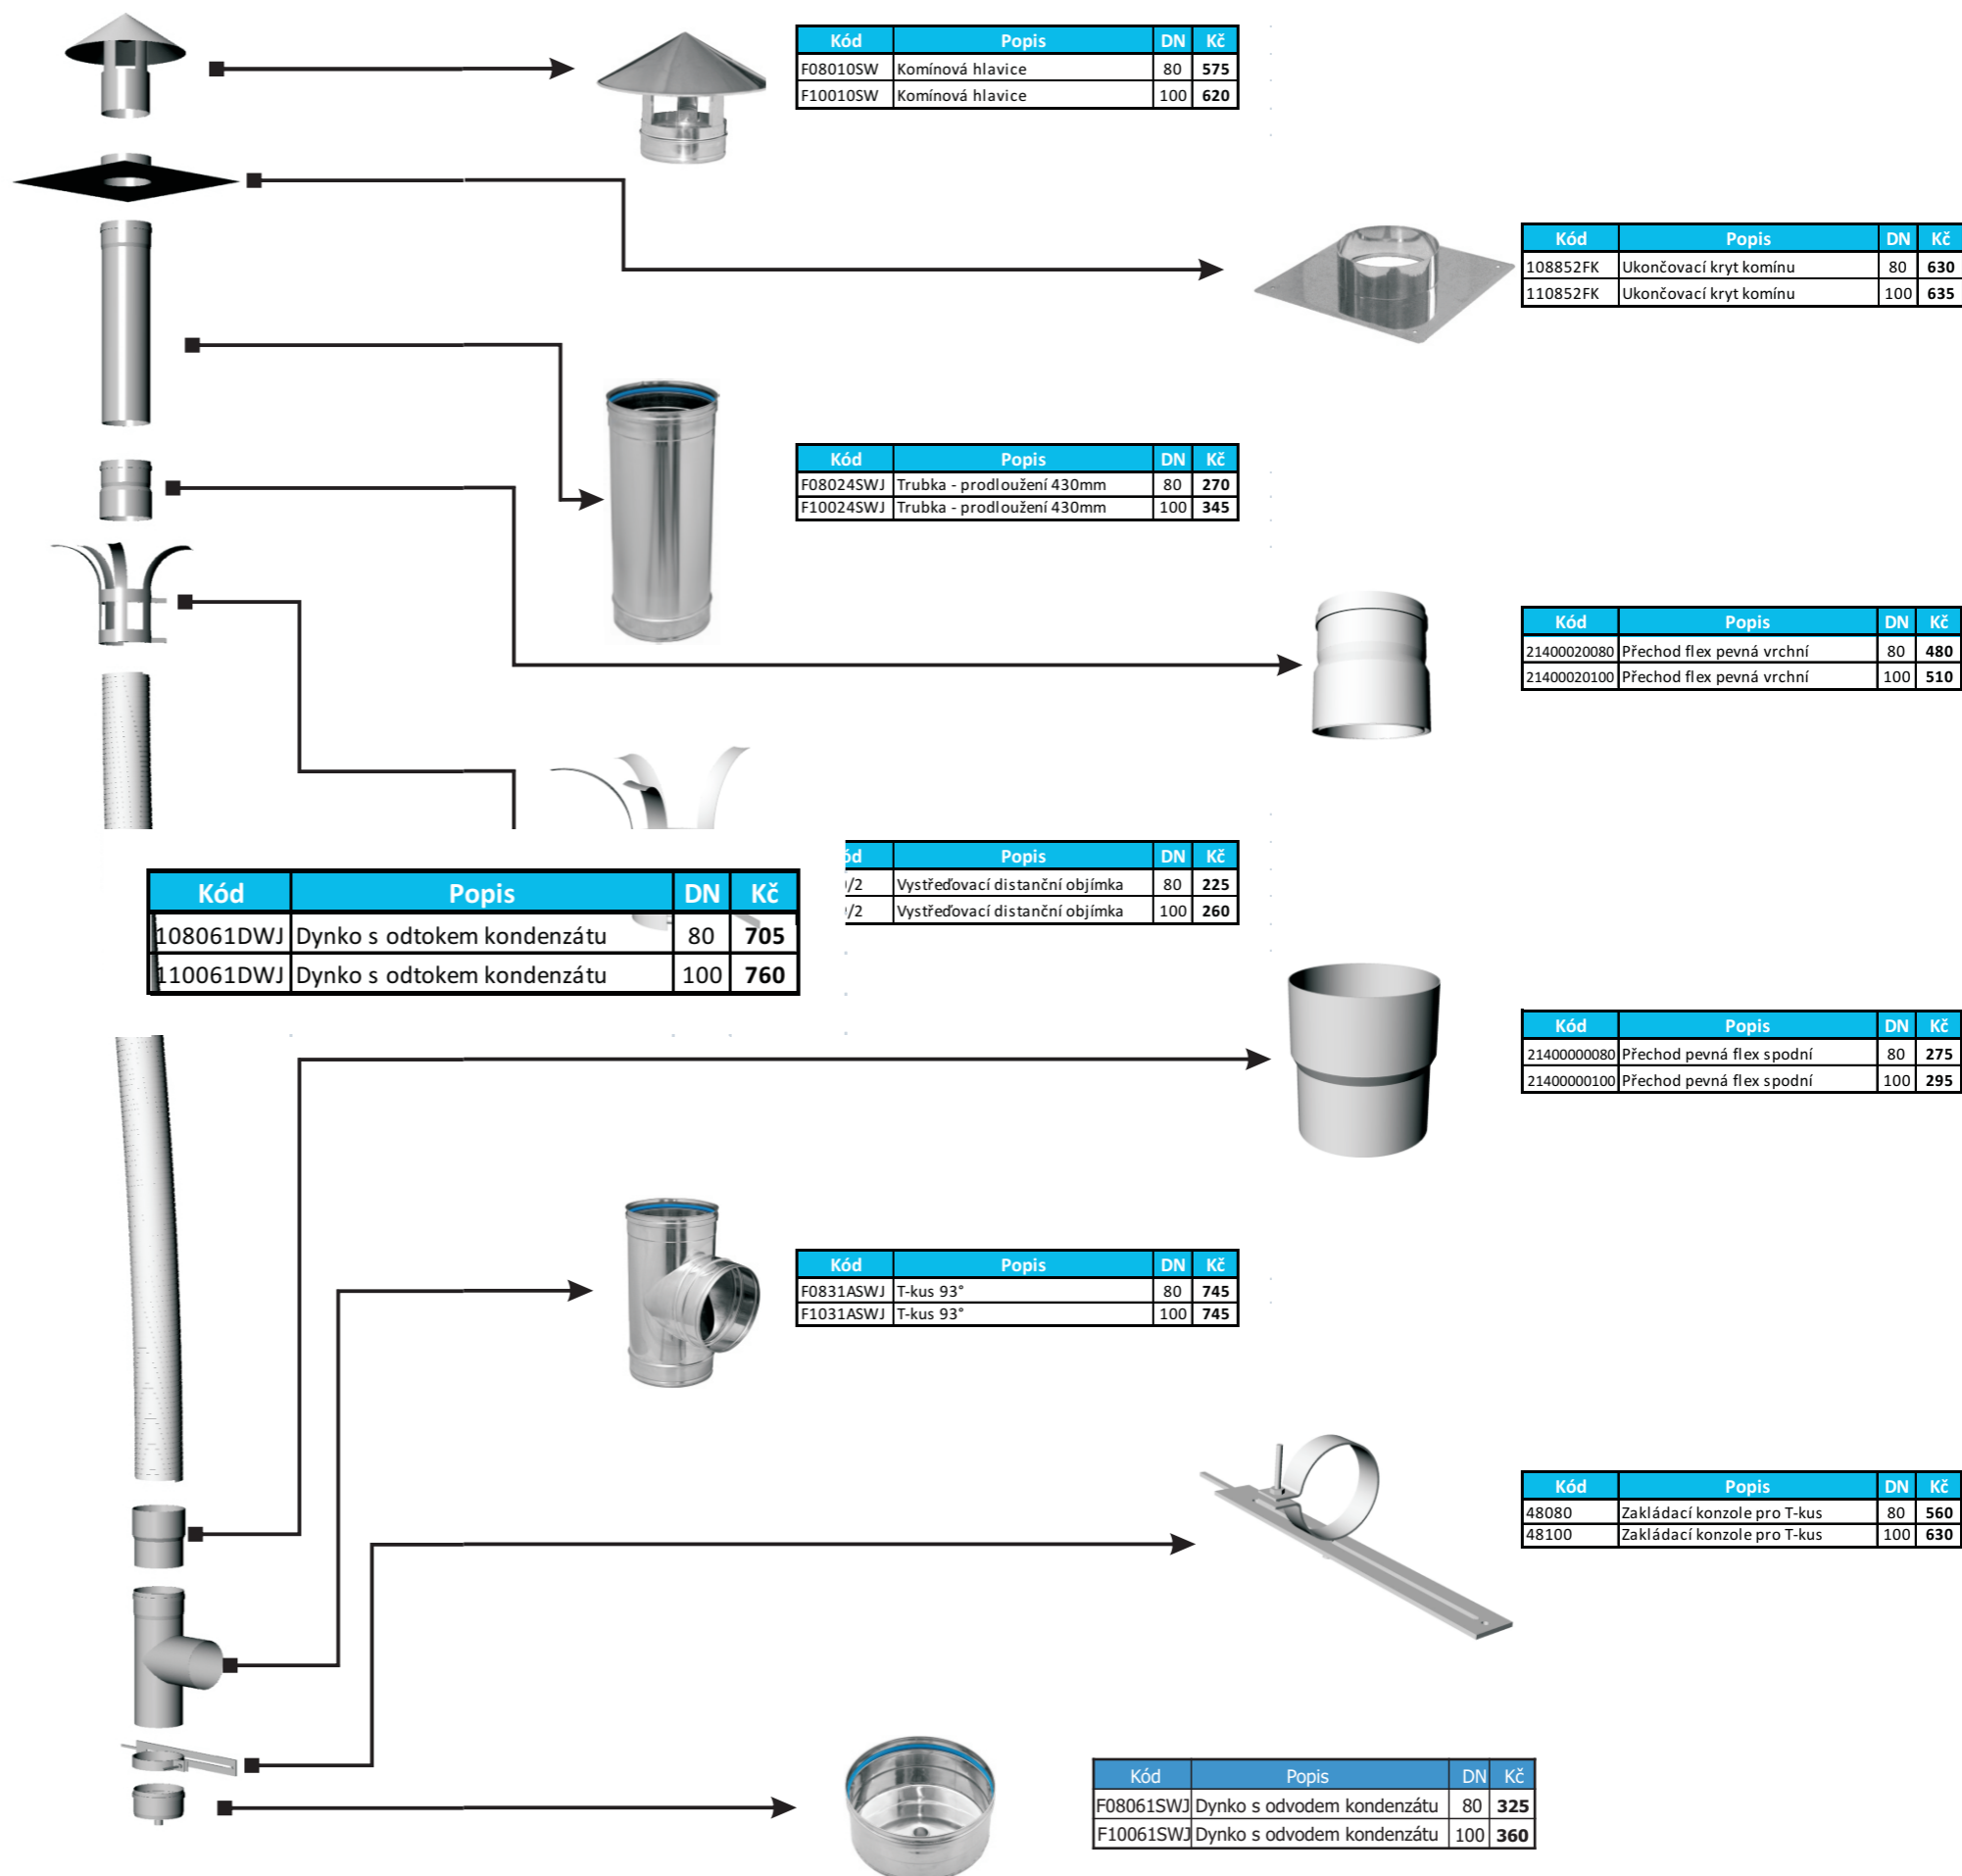 Kód Popis DN Kč
F08010SW Komínová hlavice 80 575
F10010SW Komínová hlavice 100 620
Kód Popis DN Kč
108852FK Ukončovací kryt komínu 80 630
110852FK Ukončovací kryt komínu 100 635
Kód Popis DN Kč
F08024SWJ Trubka - prodloužení 430mm 80 270
F10024SWJ Trubka - prodloužení 430mm 100 345
Kód Popis DN Kč
21400020080 Přechod flex pevná vrchní 80 480
21400020100 Přechod flex pevná vrchní 100 510
Popis DN Kč
/2 Vystřeďovací distanční objímka 80 225
/2 Vystřeďovací distanční objímka 100 260
Kód Popis DN Kč
108061DWJ Dynko s odtokem kondenzátu 80 705
110061DWJ Dynko s odtokem kondenzátu 100 760
Kód Popis DN Kč
21400000080 Přechod pevná flex spodní 80 275
21400000100 Přechod pevná flex spodní 100 295
Kód Popis DN Kč
F0831ASWJ T-kus 93° 80 745
F1031ASWJ T-kus 93° 100 745
Kód Popis DN Kč
48080 Zakládací konzole pro T-kus 80 560
48100 Zakládací konzole pro T-kus 100 630
Kód Popis DN Kč
F08061SWJ Dynko s odvodem kondenzátu 80 325
F10061SWJ Dynko s odvodem kondenzátu 100 360